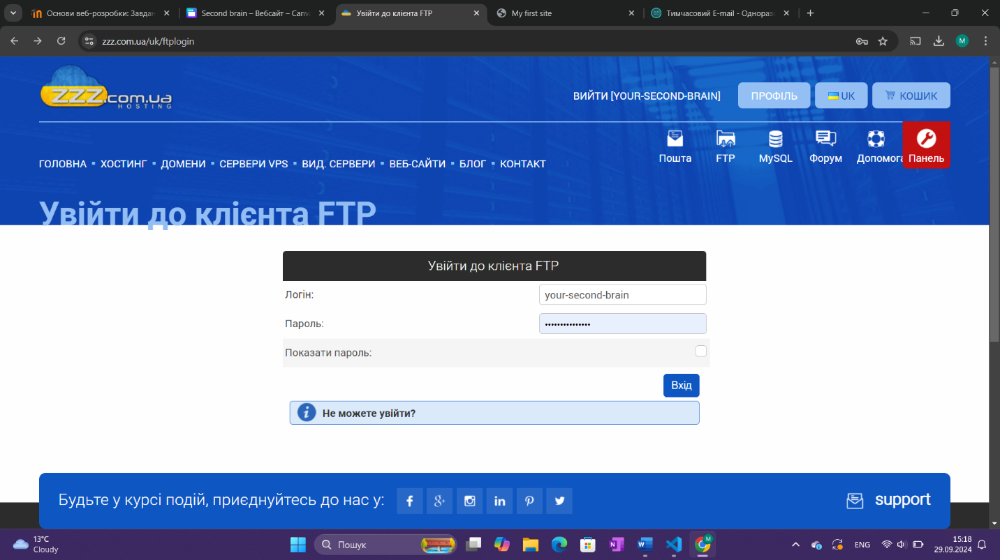 Основи веб-розробки: Завдан
Second brain – Вебсайт – Canv
Увійти до клієнта FTP
My first site
Тимчасовий E-mail - Однораз
zzz.com.ua/uk/ftplogin
M
zzz.com.ua
HOSTING
ВИЙТИ [YOUR-SECOND-BRAIN]
ПРОФІЛЬ
UK
КОШИК
Пошта
FTP
MySQL
Форум
Допомога
Панель
ГОЛОВНА ▪ ХОСТИНГ ▪ ДОМЕНИ ▪ СЕРВЕРИ VPS ▪ ВИД. СЕРВЕРИ ▪ ВЕБ-САЙТИ ▪ БЛОГ ▪ КОНТАКТ
Увійти до клієнта FTP
Увійти до клієнта FTP
Логін:
your-second-brain
Пароль:
•••••••••••••••
Показати пароль:
Вхід
Не можете увійти?
Будьте у курсі подій, приєднуйтесь до нас у:
support
13°C
Cloudy
Пошук
ENG
15:18
29.09.2024